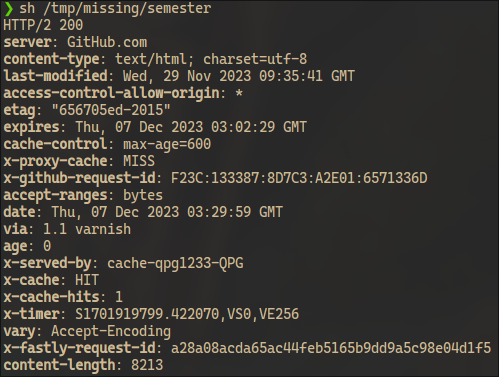 ❯ sh /tmp/missing/semester
HTTP/2 200
server: GitHub.com
content-type: text/html; charset=utf-8
last-modified: Wed, 29 Nov 2023 09:35:41 GMT
access-control-allow-origin: *
etag: "656705ed-2015"
expires: Thu, 07 Dec 2023 03:02:29 GMT
cache-control: max-age=600
x-proxy-cache: MISS
x-github-request-id: F23C:133387:8D7C3:A2E01:6571336D
accept-ranges: bytes
date: Thu, 07 Dec 2023 03:29:59 GMT
via: 1.1 varnish
age: 0
x-served-by: cache-qpg1233-QPG
x-cache: HIT
x-cache-hits: 1
x-timer: S1701919799.422070,VS0,VE256
vary: Accept-Encoding
x-fastly-request-id: a28a08acda65ac44feb5165b9dd9a5c98e04d1f5
content-length: 8213